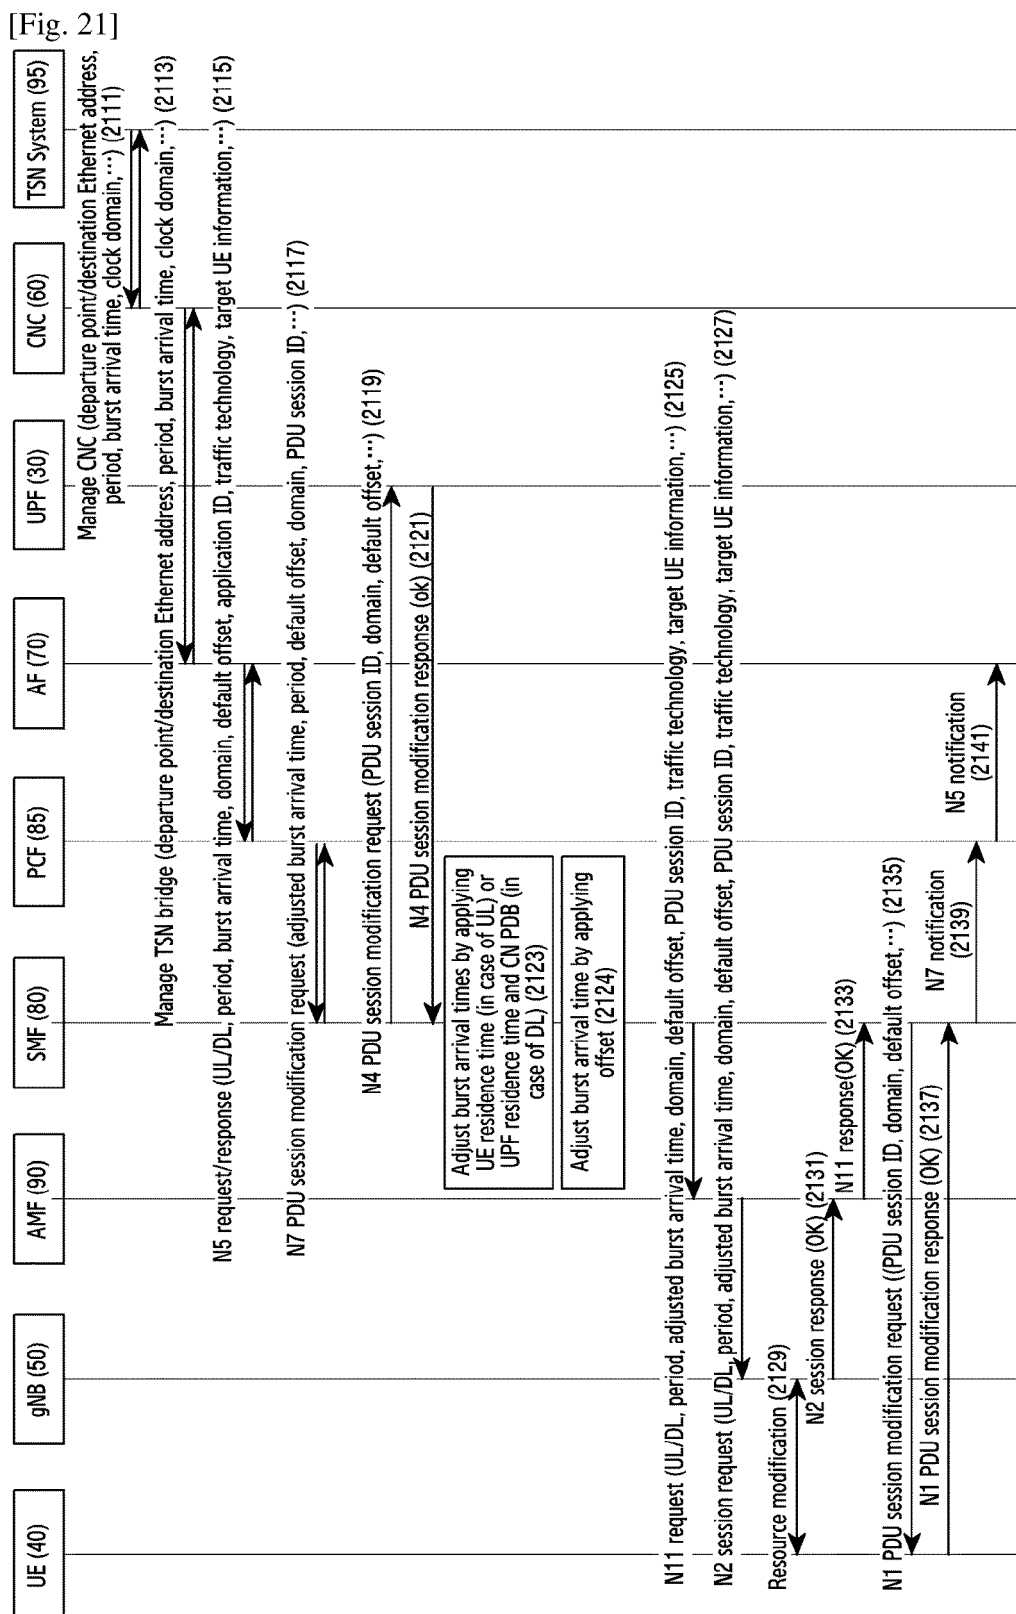 [Fig. 21]
UE (40)
gNB (50)
AMF (90)
SMF (80)
PCF (85)
AF (70)
UPF (30)
CNC (60)
TSN System (95)
Manage CNC (departure point/destination Ethernet address,
period, burst arrival time, clock domain,⋯) (2111)
Manage TSN bridge (departure point/destination Ethernet address, period, burst arrival time, clock domain,⋯) (2113)
N5 request/response (UL/DL, period, burst arrival time, domain, default offset, application ID, traffic technology, target UE information,⋯) (2115)
N7 PDU session modification request (adjusted burst arrival time, period, default offset, domain, PDU session ID,⋯) (2117)
N4 PDU session modification request (PDU session ID, domain, default offset,⋯) (2119)
N4 PDU session modification response (ok) (2121)
Adjust burst arrival times by applying
UE residence time (in case of UL) or
UPF residence time and CN PDB (in
case of DL) (2123)
Adjust burst arrival time by applying
offset (2124)
N11 request (UL/DL, period, adjusted burst arrival time, domain, default offset, PDU session ID, traffic technology, target UE information,⋯) (2125)
N2 session request (UL/DL, period, adjusted burst arrival time, domain, default offset, PDU session ID, traffic technology, target UE information,⋯) (2127)
Resource modification (2129)
N2 session response (OK) (2131)
N11 response(OK) (2133)
N1 PDU session modification request ((PDU session ID, domain, default offset,⋯) (2135)
N1 PDU session modification response (OK) (2137)
N7 notification
(2139)
N5 notification
(2141)